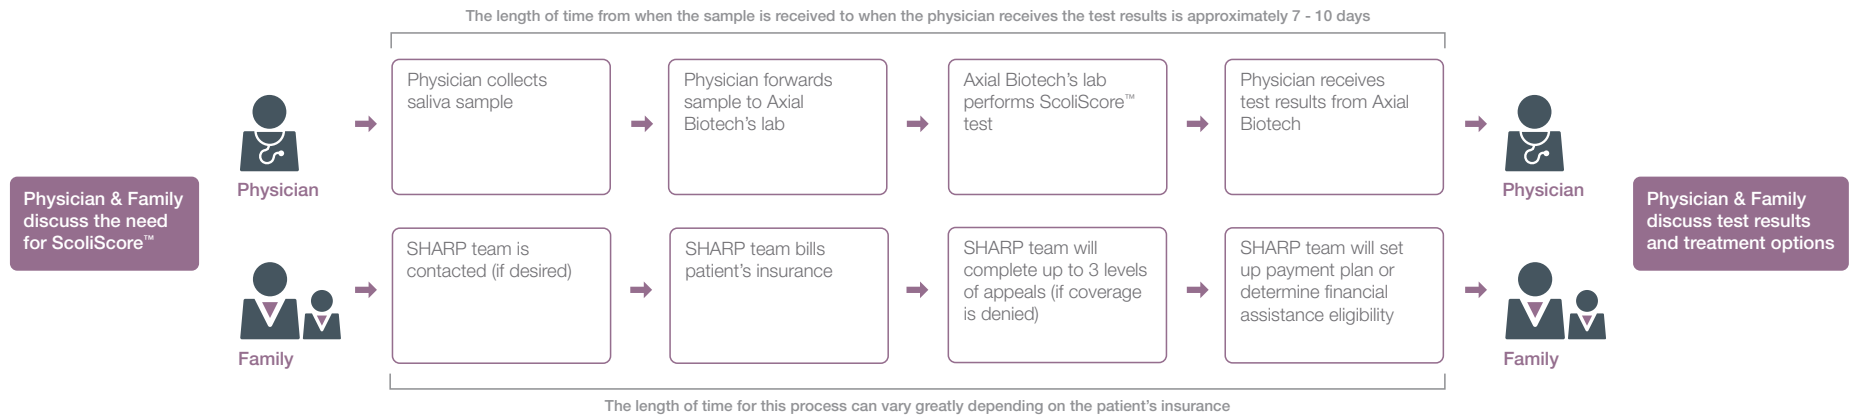 The length of time from when the sample is received to when the physician receives the test results is approximately 7 - 10 days
Physician & Family
discuss the need
for ScoliScore™
Physician
Physician collects
saliva sample
Physician forwards
sample to Axial
Biotech's lab
Axial Biotech's lab
performs ScoliScore™
test
Physician receives
test results from Axial
Biotech
Physician
Family
SHARP team is
contacted (if desired)
SHARP team bills
patient's insurance
SHARP team will
complete up to 3 levels
of appeals (if coverage
is denied)
SHARP team will set
up payment plan or
determine financial
assistance eligibility
Family
Physician & Family
discuss test results
and treatment options
The length of time for this process can vary greatly depending on the patient's insurance